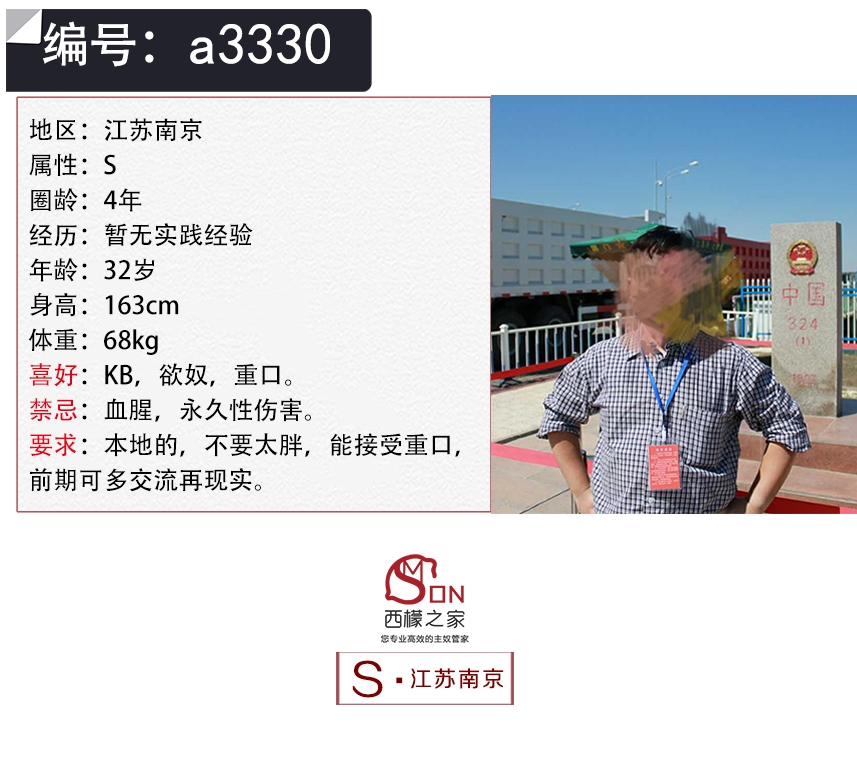 编号：a3330
地区：江苏南京
属性：S
圈龄：4年
经历：暂无实践经验
年龄：32岁
身高：163cm
体重：68kg
喜好：KB，欲奴，重口。
禁忌：血腥，永久性伤害。
要求：本地的，不要太胖，能接受重口，
前期可多交流再现实。
中国
324
(1)
SMON
西檬之家
您专业高效的主奴管家
S·江苏南京